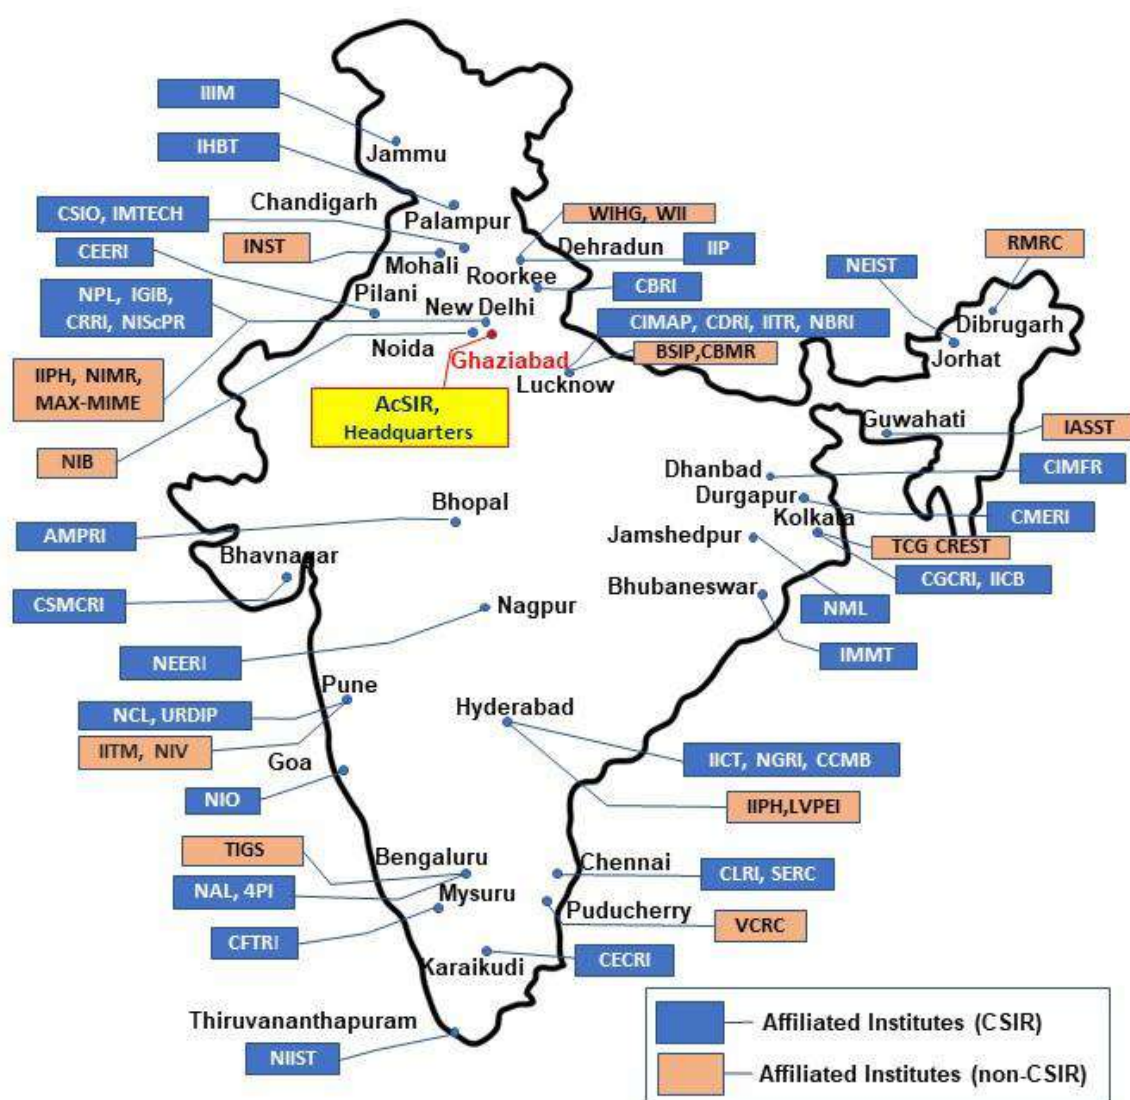 IIIM
Jammu
IHBT
Chandigarh
CSIO, IMTECH
Palampur
WIHG, WII
INST
Dehradun
IIP
RMRC
CEERI
Mohali
Roorkee
NEIST
NPL, IGIB,
CRRI, NIScPR
Pilani
CBRI
New Delhi
CIMAP, CDRI, IITR, NBRI
Dibrugarh
Noida
BSIP,CBMR
Jorhat
Ghaziabad
IIPH, NIMR,
MAX-MIME
Lucknow
AcSIR,
Headquarters
Guwahati
IASST
NIB
Dhanbad
CIMFR
Durgapur
Bhopal
CMERI
AMPRI
Kolkata
Jamshedpur
TCG CREST
Bhavnagar
CGCRI, IICB
CSMCRI
Bhubaneswar
Nagpur
NML
NEERI
IMMT
Pune
Hyderabad
NCL, URDIP
IITM, NIV
Goa
IICT, NGRI, CCMB
NIO
IIPH,LVPEI
TIGS
Bengaluru
Chennai
NAL, 4PI
CLRI, SERC
Mysuru
Puducherry
VCRC
CFTRI
Karaikudi
CECRI
Thiruvananthapuram
NIIST
Affiliated Institutes (CSIR)
Affiliated Institutes (non-CSIR)